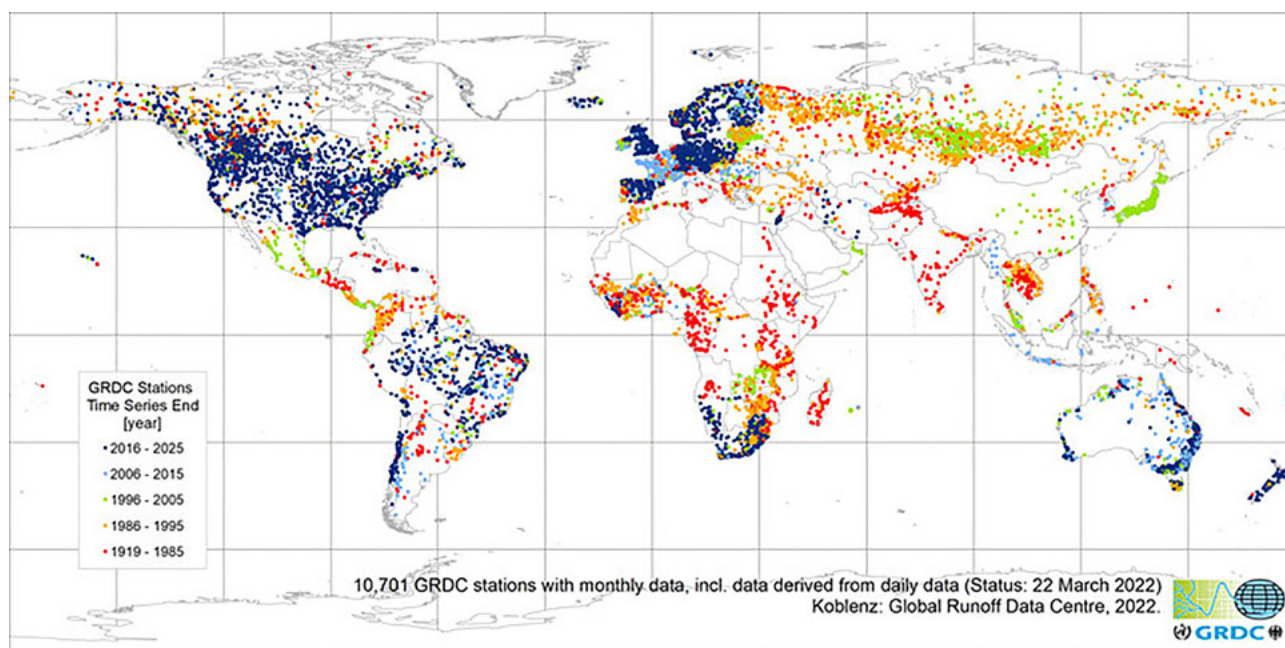 GRDC Stations
Time Series End
[year]
2016 - 2025
2006 - 2015
1996 - 2005
1986 - 1995
1919 - 1985
10,701 GRDC stations with monthly data, incl. data derived from daily data (Status: 22 March 2022)
Koblenz: Global Runoff Data Centre, 2022.
GRDC